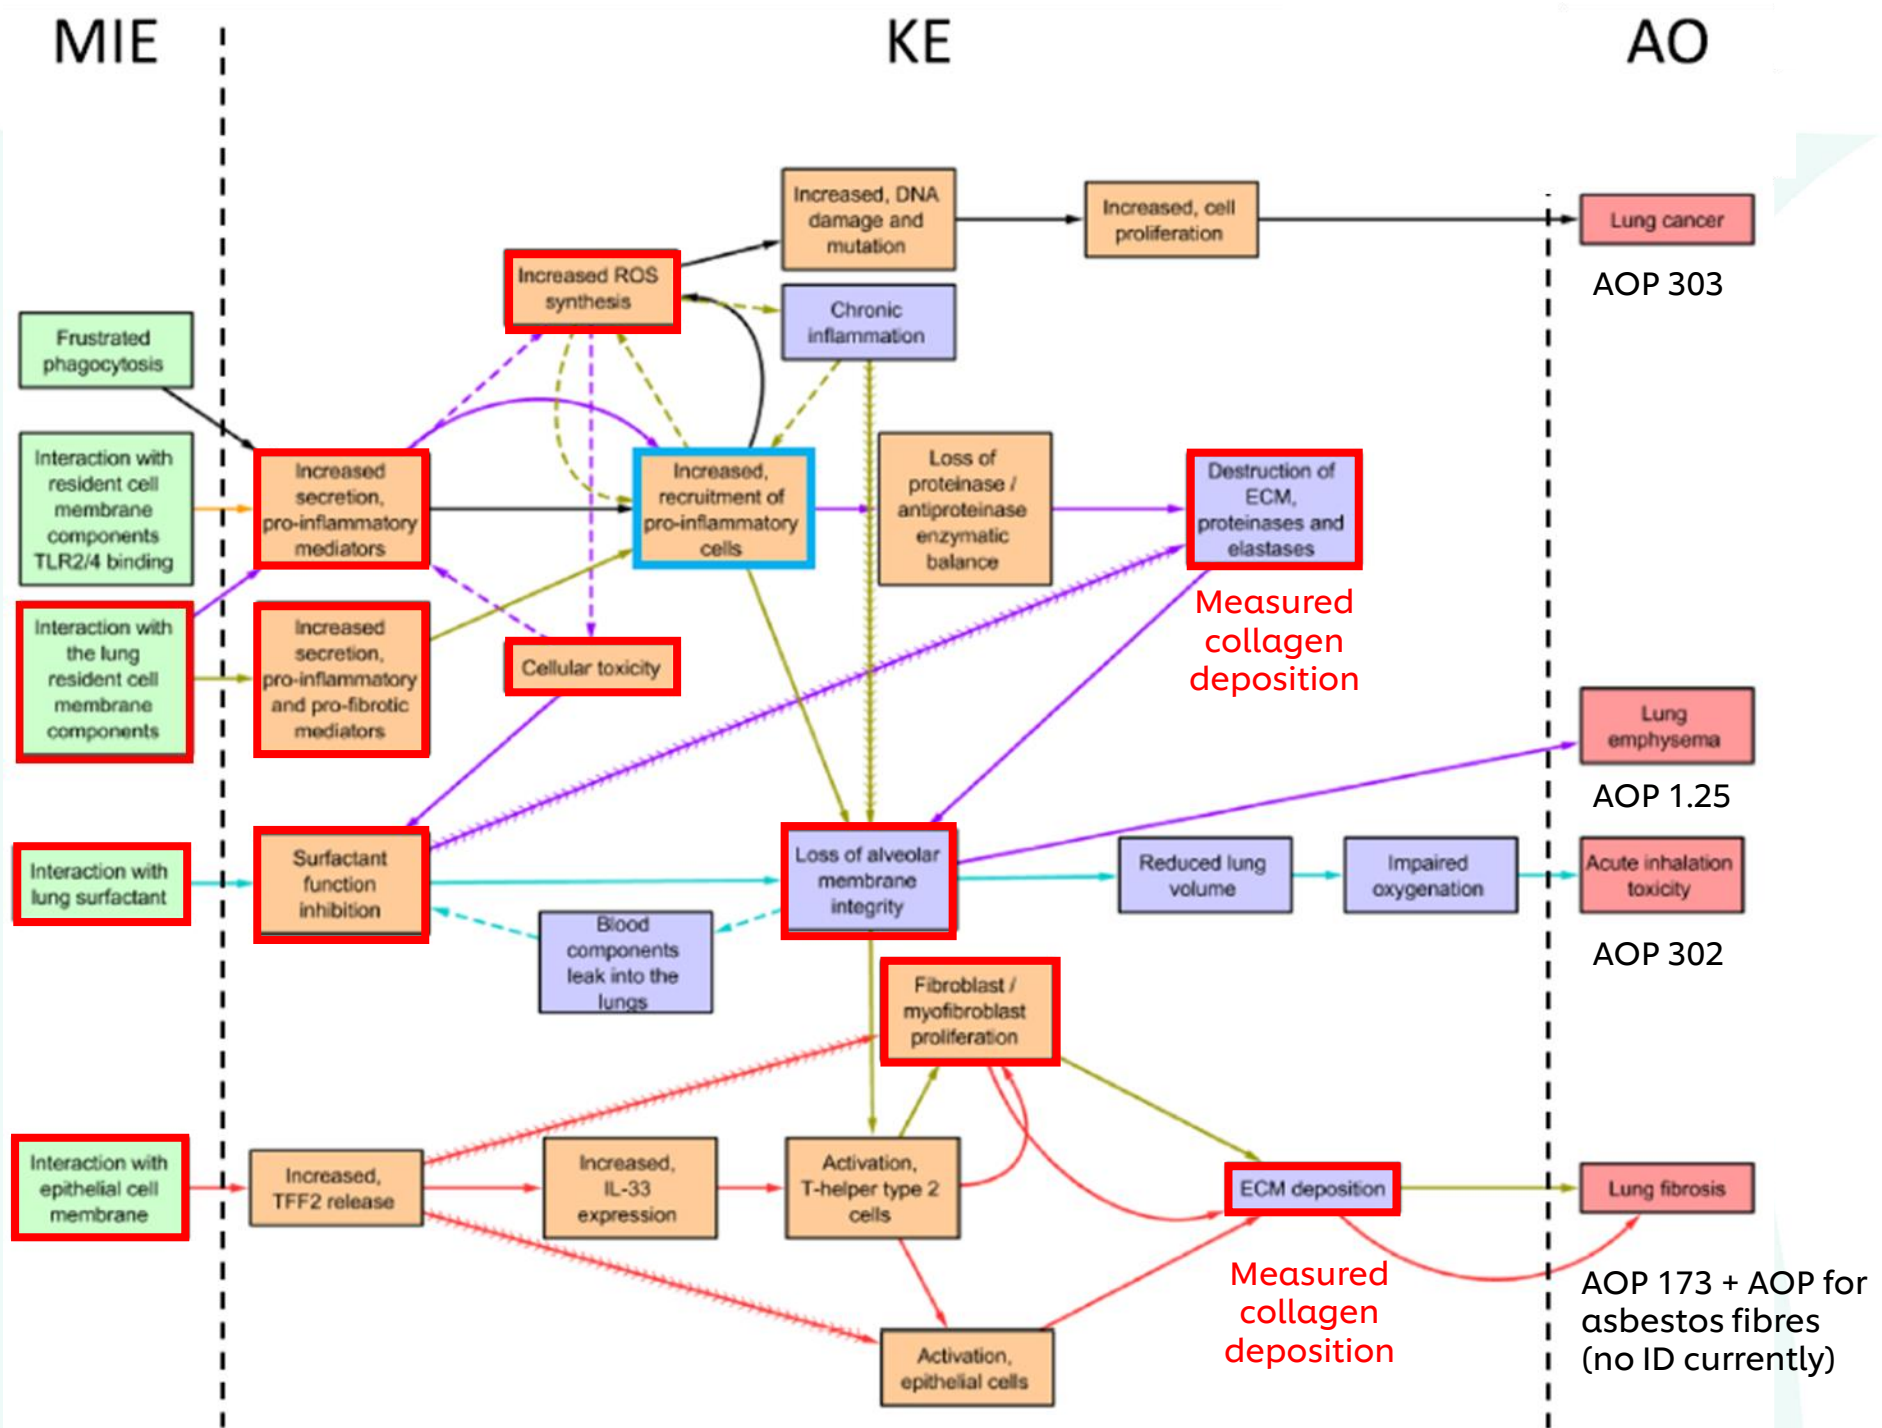 MIE
KE
AO
Increased, DNA
damage and
mutation
Increased, cell
proliferation
Lung cancer
AOP 303
Increased ROS
synthesis
Chronic
inflammation
Frustrated
phagocytosis
Interaction with
resident cell
membrane
components
TLR2/4 binding
Increased
secretion,
pro-inflammatory
mediators
Increased,
recruitment of
pro-inflammatory
cells
Loss of
proteinase /
antiproteinase
enzymatic
balance
Destruction of
ECM,
proteinases and
elastases
Measured
collagen
deposition
Interaction with
the lung
resident cell
membrane
components
Increased
secretion,
pro-inflammatory
and pro-fibrotic
mediators
Cellular toxicity
Lung
emphysema
AOP 1.25
Interaction with
lung surfactant
Surfactant
function
inhibition
Loss of alveolar
membrane
integrity
Reduced lung
volume
Impaired
oxygenation
Acute inhalation
toxicity
AOP 302
Blood
components
leak into the
lungs
Fibroblast /
myofibroblast
proliferation
Interaction with
epithelial cell
membrane
Increased,
TFF2 release
Increased,
IL-33
expression
Activation,
T-helper type 2
cells
ECM deposition
Lung fibrosis
Measured
collagen
deposition
AOP 173 + AOP for
asbestos fibres
(no ID currently)
Activation,
epithelial cells